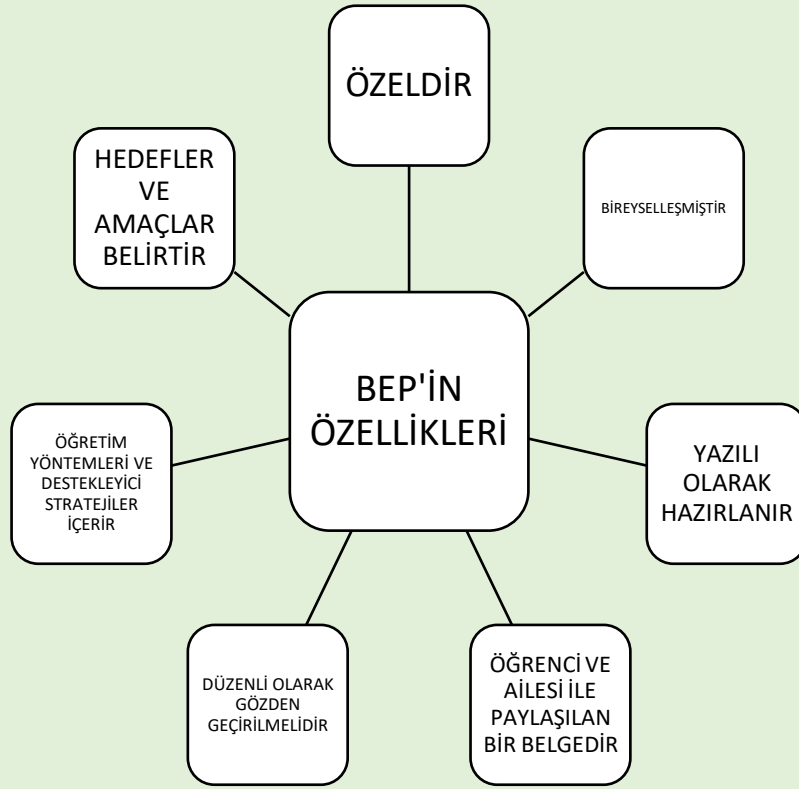 ÖZELDİR
BİREYSELLEŞMİŞTİR
YAZILI
OLARAK
HAZIRLANIR
ÖĞRENCİ VE
AİLESİ İLE
PAYLAŞILAN
BİR BELGEDİR
DÜZENLİ OLARAK
GÖZDEN
GEÇİRİLMELİDİR
ÖĞRETİM
YÖNTEMLERİ VE
DESTEKLEYİCİ
STRATEJİLER
İÇERİR
HEDEFLER
VE
AMAÇLAR
BELİRTİR
BEP'İN
ÖZELLİKLERİ